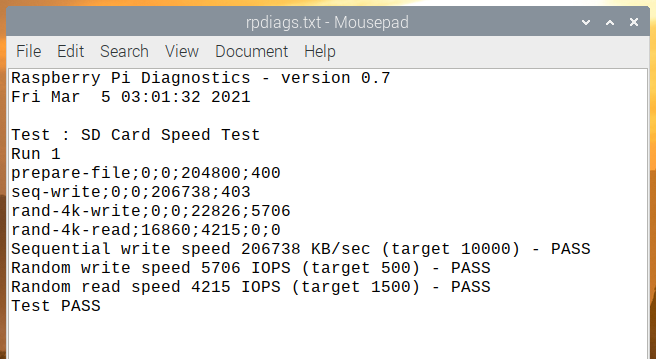 rpdiags.txt - Mousepad
File Edit Search View Document Help
Raspberry Pi Diagnostics - version 0.7
Fri Mar  5 03:01:32 2021

Test : SD Card Speed Test
Run 1
prepare-file;0;0;204800;400
seq-write;0;0;206738;403
rand-4k-write;0;0;22826;5706
rand-4k-read;16860;4215;0;0
Sequential write speed 206738 KB/sec (target 10000) - PASS
Random write speed 5706 IOPS (target 500) - PASS
Random read speed 4215 IOPS (target 1500) - PASS
Test PASS